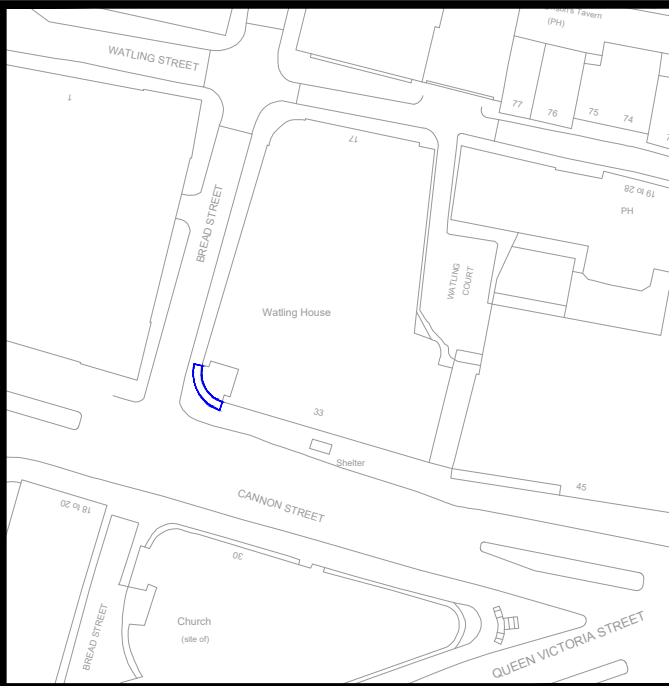 Tavern
(PH)
WATLING STREET
1
77
76
75
74
17
19 to 28
PH
BREAD STREET
WATLING
COURT
Watling House
33
Shelter
45
18 to 20
CANNON STREET
30
Church
(site of)
BREAD STREET
QUEEN VICTORIA STREET